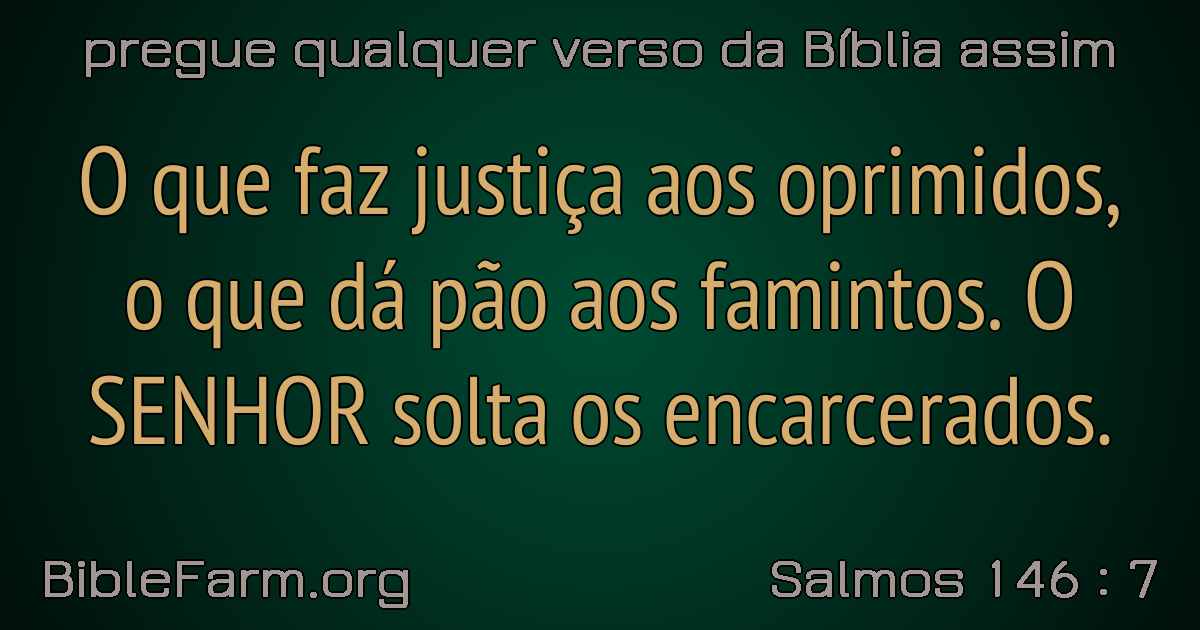 pregue qualquer verso da Bíblia assim
O que faz justiça aos oprimidos,
o que dá pão aos famintos. O
SENHOR solta os encarcerados.
BibleFarm.org
Salmos 146 : 7